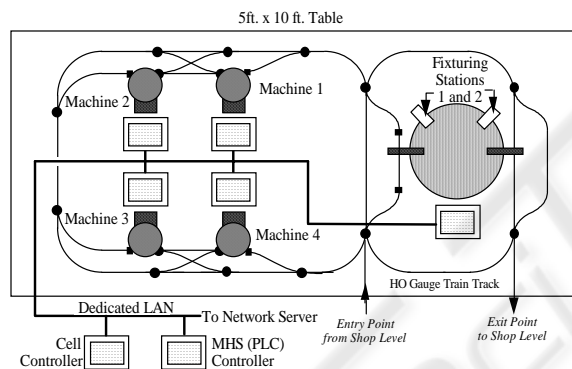 5ft. x 10 ft. Table
Fixturing
Stations
1 and 2
Machine 2
Machine 1
Machine 3
Machine 4
HO Gauge Train Track
Dedicated LAN
To Network Server
Entry Point
from Shop Level
Exit Point
to Shop Level
Cell
Controller
MHS (PLC)
Controller